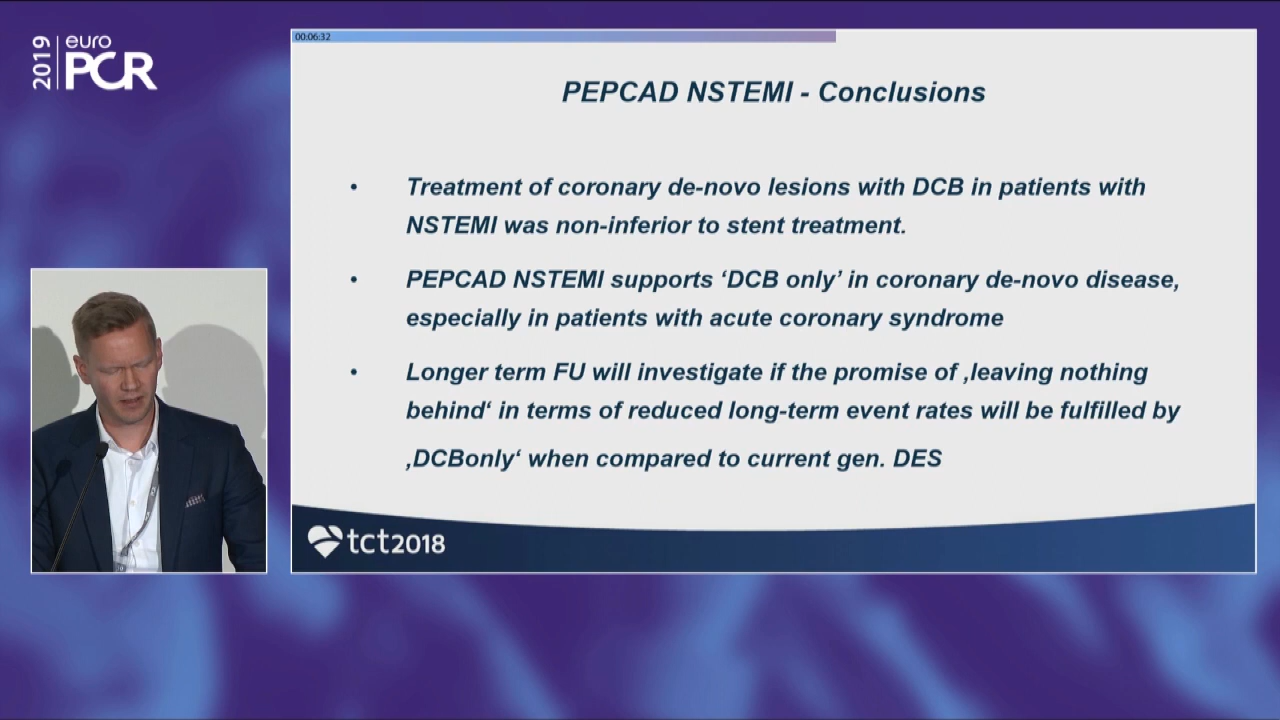 2019
euro
PCR
00:06:32
PEPCAD NSTEMI - Conclusions
• Treatment of coronary de-novo lesions with DCB in patients with
NSTEMI was non-inferior to stent treatment.
• PEPCAD NSTEMI supports ‘DCB only’ in coronary de-novo disease,
especially in patients with acute coronary syndrome
• Longer term FU will investigate if the promise of ‚leaving nothing
behind‘ in terms of reduced long-term event rates will be fulfilled by
‚DCBonly‘ when compared to current gen. DES
tct2018